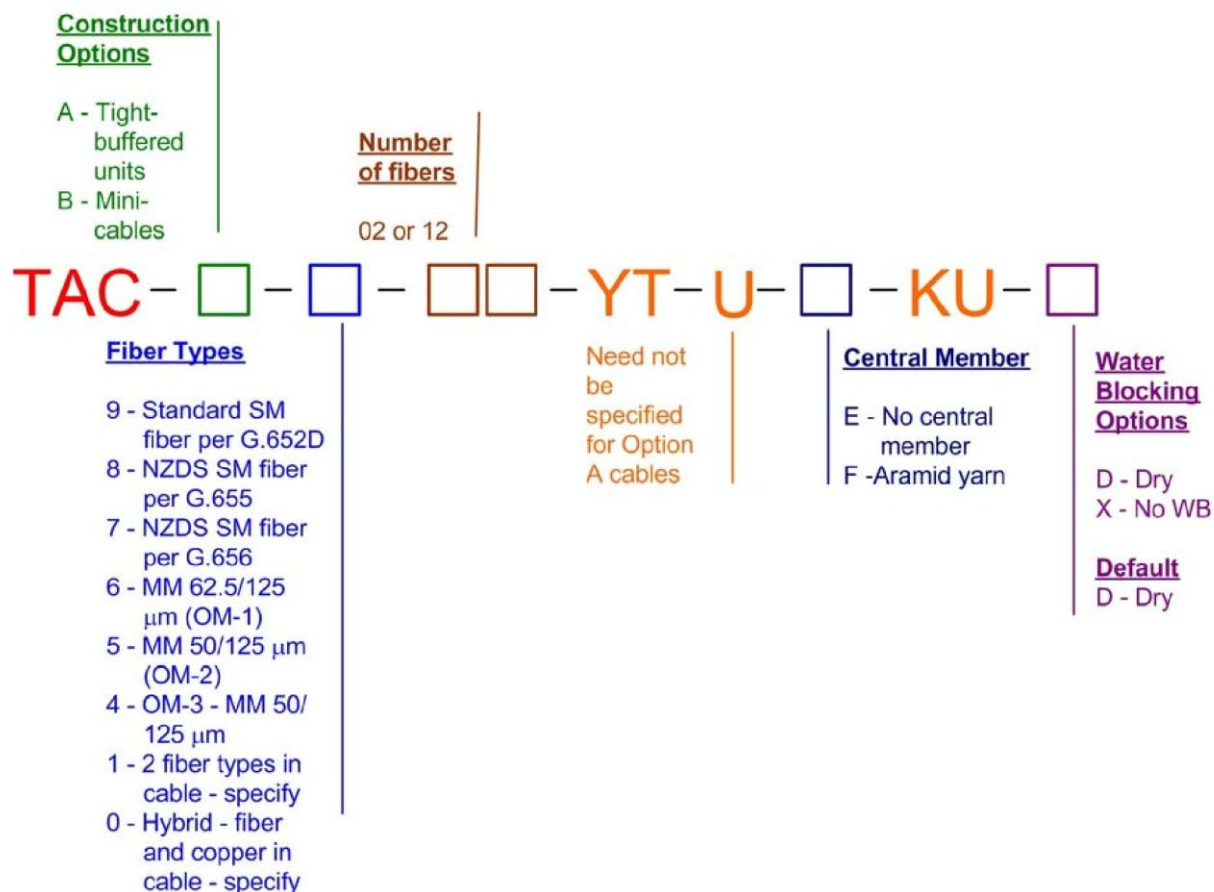 Construction
Options
A - Tight-
buffered
units
B - Mini-
cables
Number
of fibers
02 or 12
TAC – □ – □ – □□ – YT – U – □ – KU – □
Fiber Types
9 - Standard SM
fiber per G.652D
8 - NZDS SM fiber
per G.655
7 - NZDS SM fiber
per G.656
6 - MM 62.5/125
μm (OM-1)
5 - MM 50/125 μm
(OM-2)
4 - OM-3 - MM 50/
125 μm
1 - 2 fiber types in
cable - specify
0 - Hybrid - fiber
and copper in
cable - specify
Need not
be
specified
for Option
A cables
Central Member
E - No central
member
F -Aramid yarn
Water
Blocking
Options
D - Dry
X - No WB
Default
D - Dry